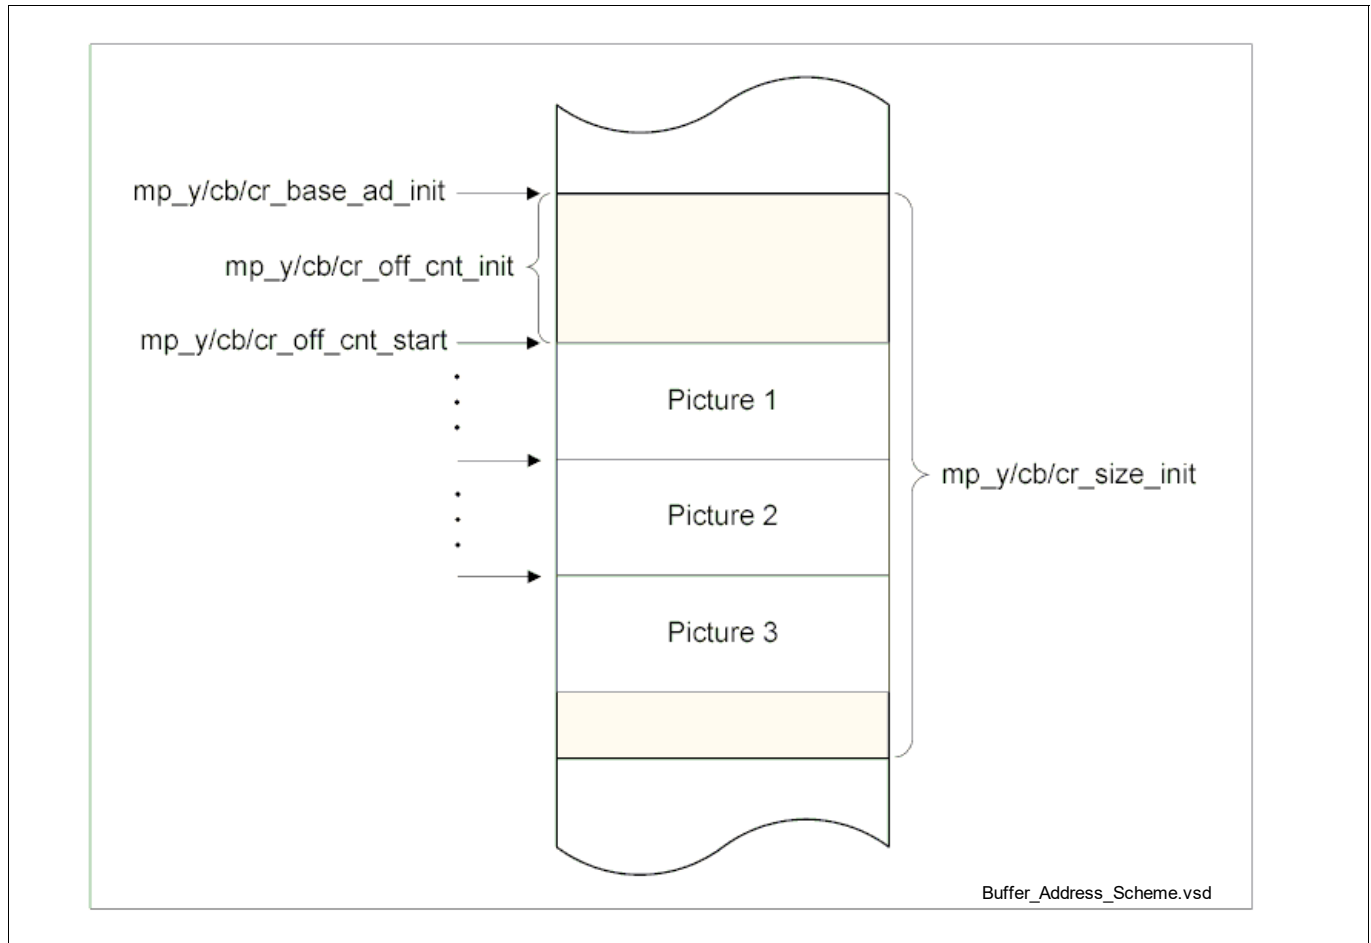 mp_y/cb/cr_base_ad_init
mp_y/cb/cr_off_cnt_init
mp_y/cb/cr_off_cnt_start
Picture 1
mp_y/cb/cr_size_init
Picture 2
Picture 3
Buffer_Address_Scheme.vsd